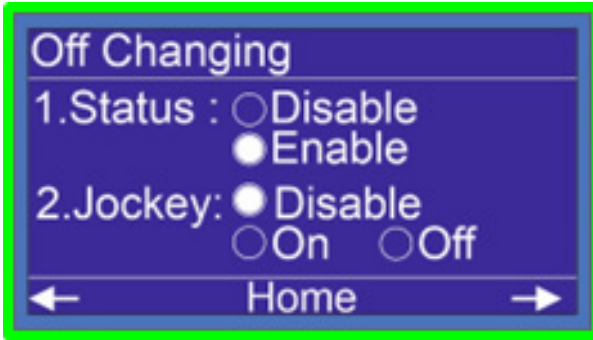 Off Changing
1.Status : Disable
Enable
2.Jockey: Disable
On Off
Home